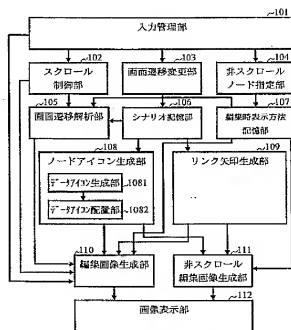 101
入力管理部
102
103
104
スクロール
制御部
画面遷移変更部
非スクロール
ノード指定部
105
106
107
画面遷移解析部
シナリオ記憶部
編集時表示方法
記憶部
108
109
ノードアイコン生成部
リンク矢印生成部
データアイコン生成部
1081
データアイコン配置部
1082
110
111
編集画像生成部
非スクロール
編集画像生成部
112
画像表示部